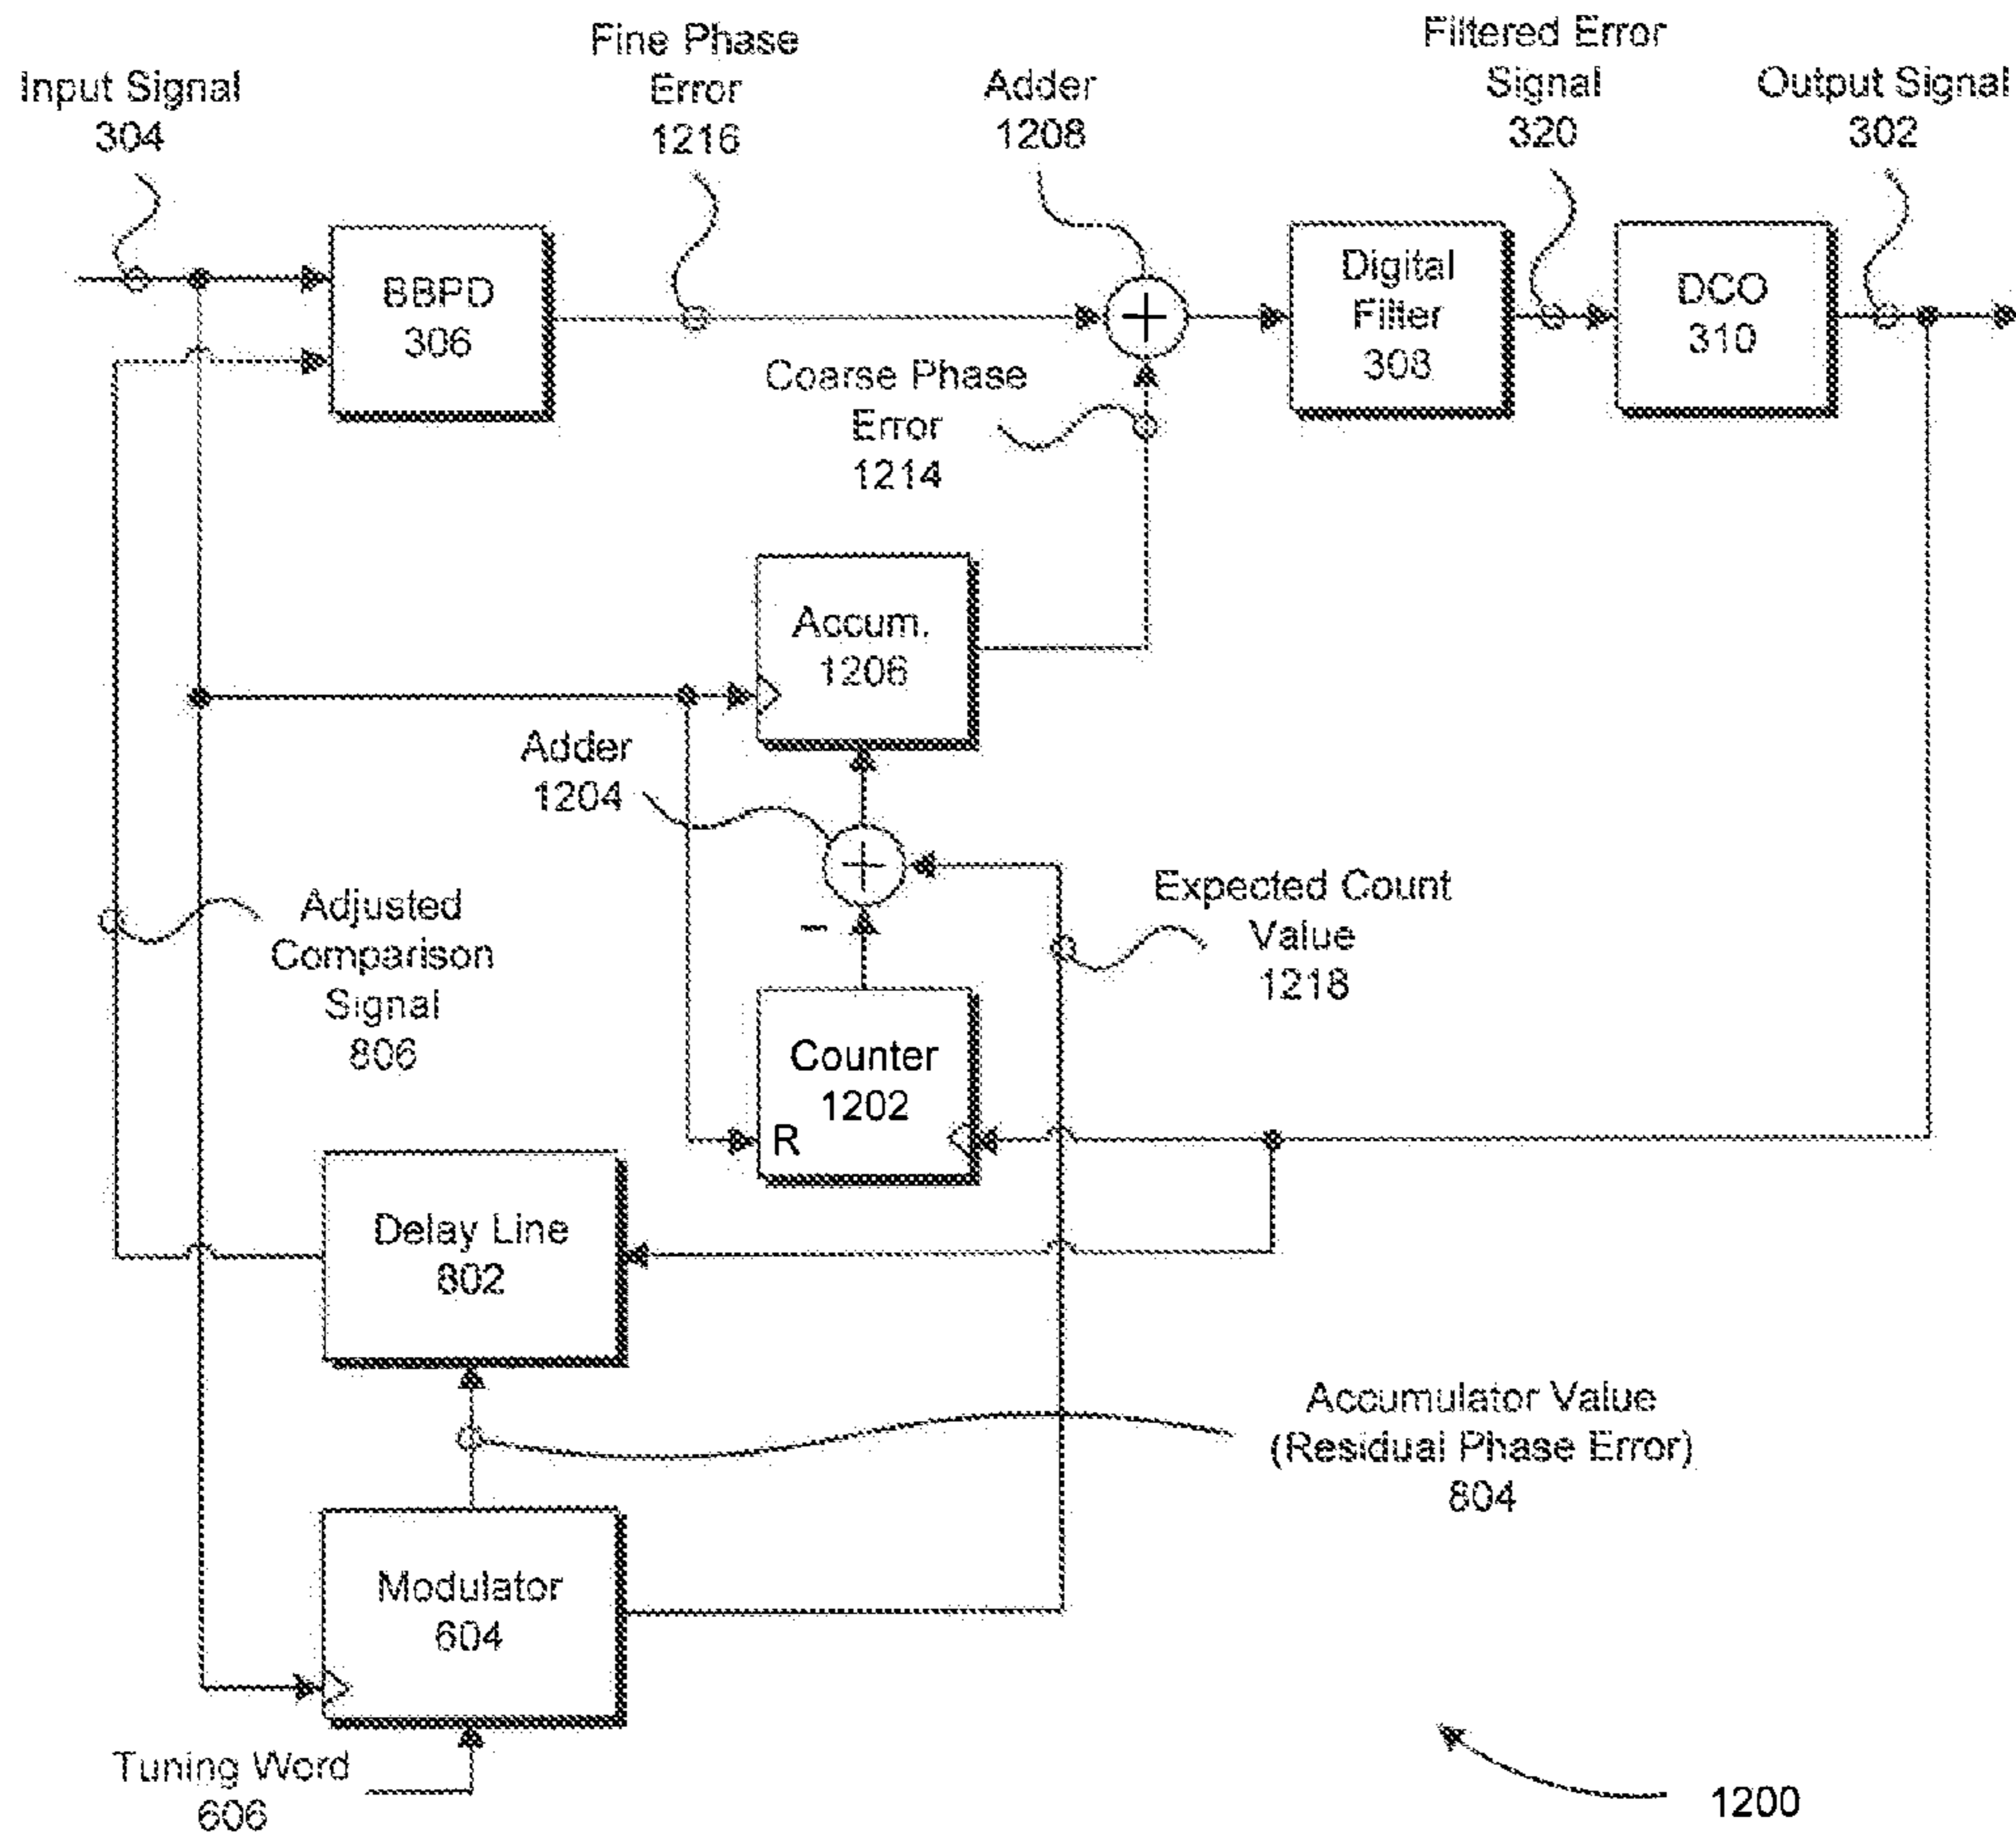 Input Signal
304
Fine Phase
Error
1216
Adder
1208
Filtered Error
Signal
320
Output Signal
302
BBPD
306
+
Digital
Filter
308
DCO
310
Coarse Phase
Error
1214
Accum.
1206
Adder
1204
+
–
Expected Count
Value
1218
Adjusted
Comparison
Signal
806
Counter
1202
R
Delay Line
802
Accumulator Value
(Residual Phase Error)
804
Modulator
604
Tuning Word
606
1200